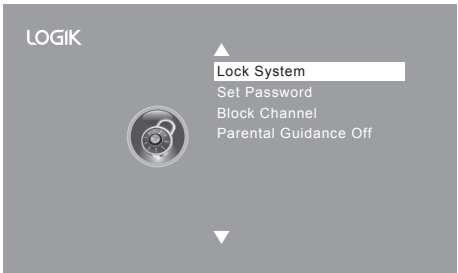 LOGIK
Lock System
Set Password
Block Channel
Parental Guidance Off